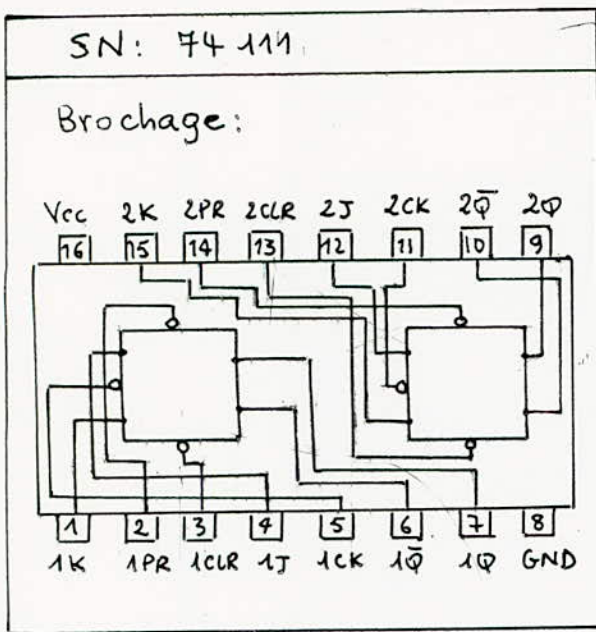 SN: 74 111
Brochage:
Vcc 2K 2PR 2CLR 2J 2CK 2Q̅ 2Q
16 15 14 13 12 11 10 9
1 2 3 4 5 6 7 8
1K 1PR 1CLR 1J 1CK 1Q̅ 1Q GND